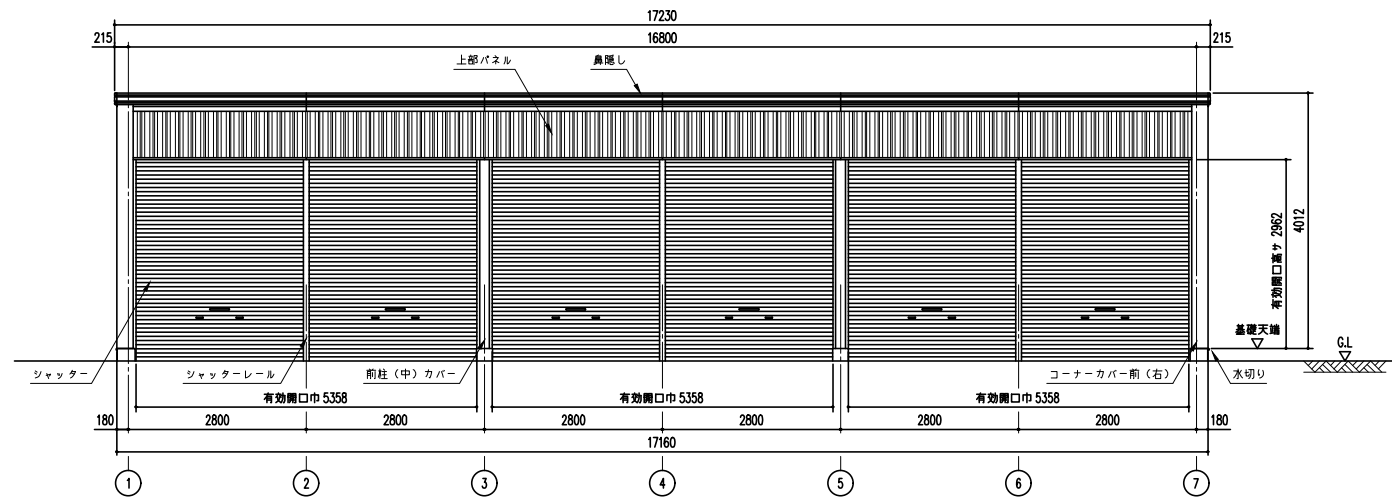 17230
215 16800 215
上部パネル 鼻隠し
有効開口高サ 2962
4012
基礎天端
G.L
シャッター シャッターレール 前柱（中）カバー コーナーカバー前（右） 水切り
有効開口巾 5358 有効開口巾 5358 有効開口巾 5358
180 2800 2800 2800 2800 2800 2800 180
17160
1 2 3 4 5 6 7